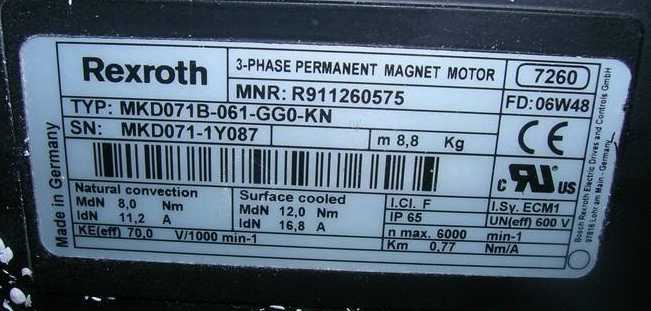 Rexroth
3-PHASE PERMANENT MAGNET MOTOR
7260
MNR: R911260575
FD: 06W48
TYP: MKD071B-061-GG0-KN
SN: MKD071-1Y087
m 8,8 Kg
CE
c RU US
Natural convection
MdN 8,0 Nm
IdN 11,2 A
Surface cooled
MdN 12,0 Nm
IdN 16,8 A
I.Cl. F
I.Sy. ECM1
IP 65
UN(eff) 600 V
KE(eff) 70,0 V/1000 min-1
n max. 6000 min-1
Km 0,77 Nm/A
Made in Germany
Bosch Rexroth Electric Drives and Controls GmbH
97816 Lohr am Main - Germany